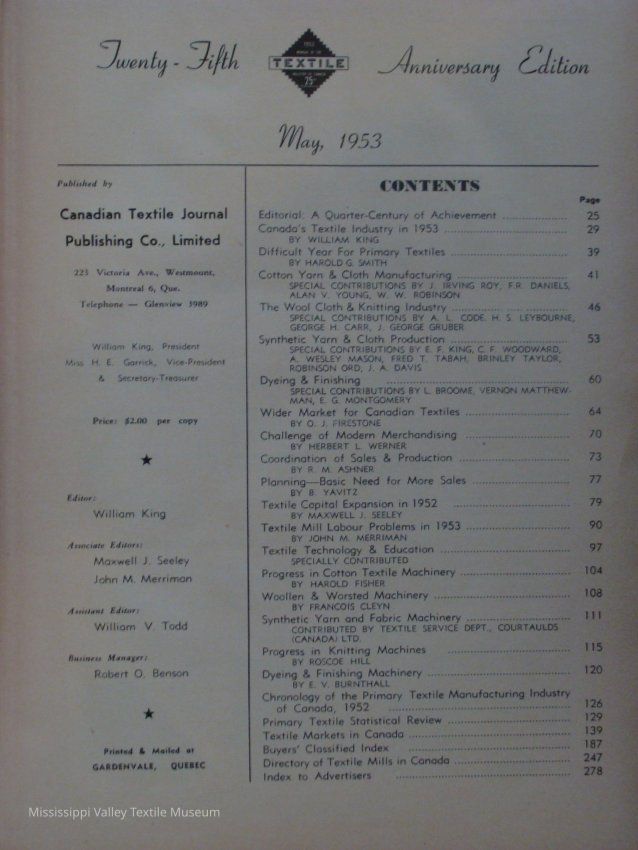 Twenty-Fifth
TEXTILE
75¢
Anniversary Edition
May, 1953
Published by
Canadian Textile Journal
Publishing Co., Limited
223 Victoria Ave., Westmount,
Montreal 6, Que.
Telephone — Glenview 3989
William King, President
Miss H. E. Garrick, Vice-President
& Secretary-Treasurer
Price: $2.00 per copy
★
Editor:
William King
Associate Editors:
Maxwell J. Seeley
John M. Merriman
Assistant Editor:
William V. Todd
Business Manager:
Robert O. Benson
★
Printed & Mailed at
GARDENVALE, QUEBEC
CONTENTS
Page
Editorial: A Quarter-Century of Achievement 25
Canada's Textile Industry in 1953 29
BY WILLIAM KING
Difficult Year For Primary Textiles 39
BY HAROLD G. SMITH
Cotton Yarn & Cloth Manufacturing 41
SPECIAL CONTRIBUTIONS BY J. IRVING ROY, F.R. DANIELS,
ALAN V. YOUNG, W. W. ROBINSON
The Wool Cloth & Knitting Industry 46
SPECIAL CONTRIBUTIONS BY A. L. CODE, H. S. LEYBOURNE,
GEORGE H. CARR, J. GEORGE GRUBER
Synthetic Yarn & Cloth Production 53
SPECIAL CONTRIBUTIONS BY E. F. KING, C. F. WOODWARD,
A. WESLEY MASON, FRED T. TABAH, BRINLEY TAYLOR,
ROBINSON ORD, J. A. DAVIS
Dyeing & Finishing 60
SPECIAL CONTRIBUTIONS BY L. BROOME, VERNON MATTHEW-
MAN, E. G. MONTGOMERY
Wider Market for Canadian Textiles 64
BY O. J. FIRESTONE
Challenge of Modern Merchandising 70
BY HERBERT L. WERNER
Coordination of Sales & Production 73
BY R. M. ASHNER
Planning—Basic Need for More Sales 77
BY B. YAVITZ
Textile Capital Expansion in 1952 79
BY MAXWELL J. SEELEY
Textile Mill Labour Problems in 1953 90
BY JOHN M. MERRIMAN
Textile Technology & Education 97
SPECIALLY CONTRIBUTED
Progress in Cotton Textile Machinery 104
BY HAROLD FISHER
Woollen & Worsted Machinery 108
BY FRANCOIS CLEYN
Synthetic Yarn and Fabric Machinery 111
CONTRIBUTED BY TEXTILE SERVICE DEPT., COURTAULDS
(CANADA) LTD.
Progress in Knitting Machines 115
BY ROSCOE HILL
Dyeing & Finishing Machinery 120
BY E. V. BURNTHALL
Chronology of the Primary Textile Manufacturing Industry
of Canada, 1952 126
Primary Textile Statistical Review 129
Textile Markets in Canada 139
Buyers' Classified Index 187
Directory of Textile Mills in Canada 247
Index to Advertisers 278
Mississippi Valley Textile Museum